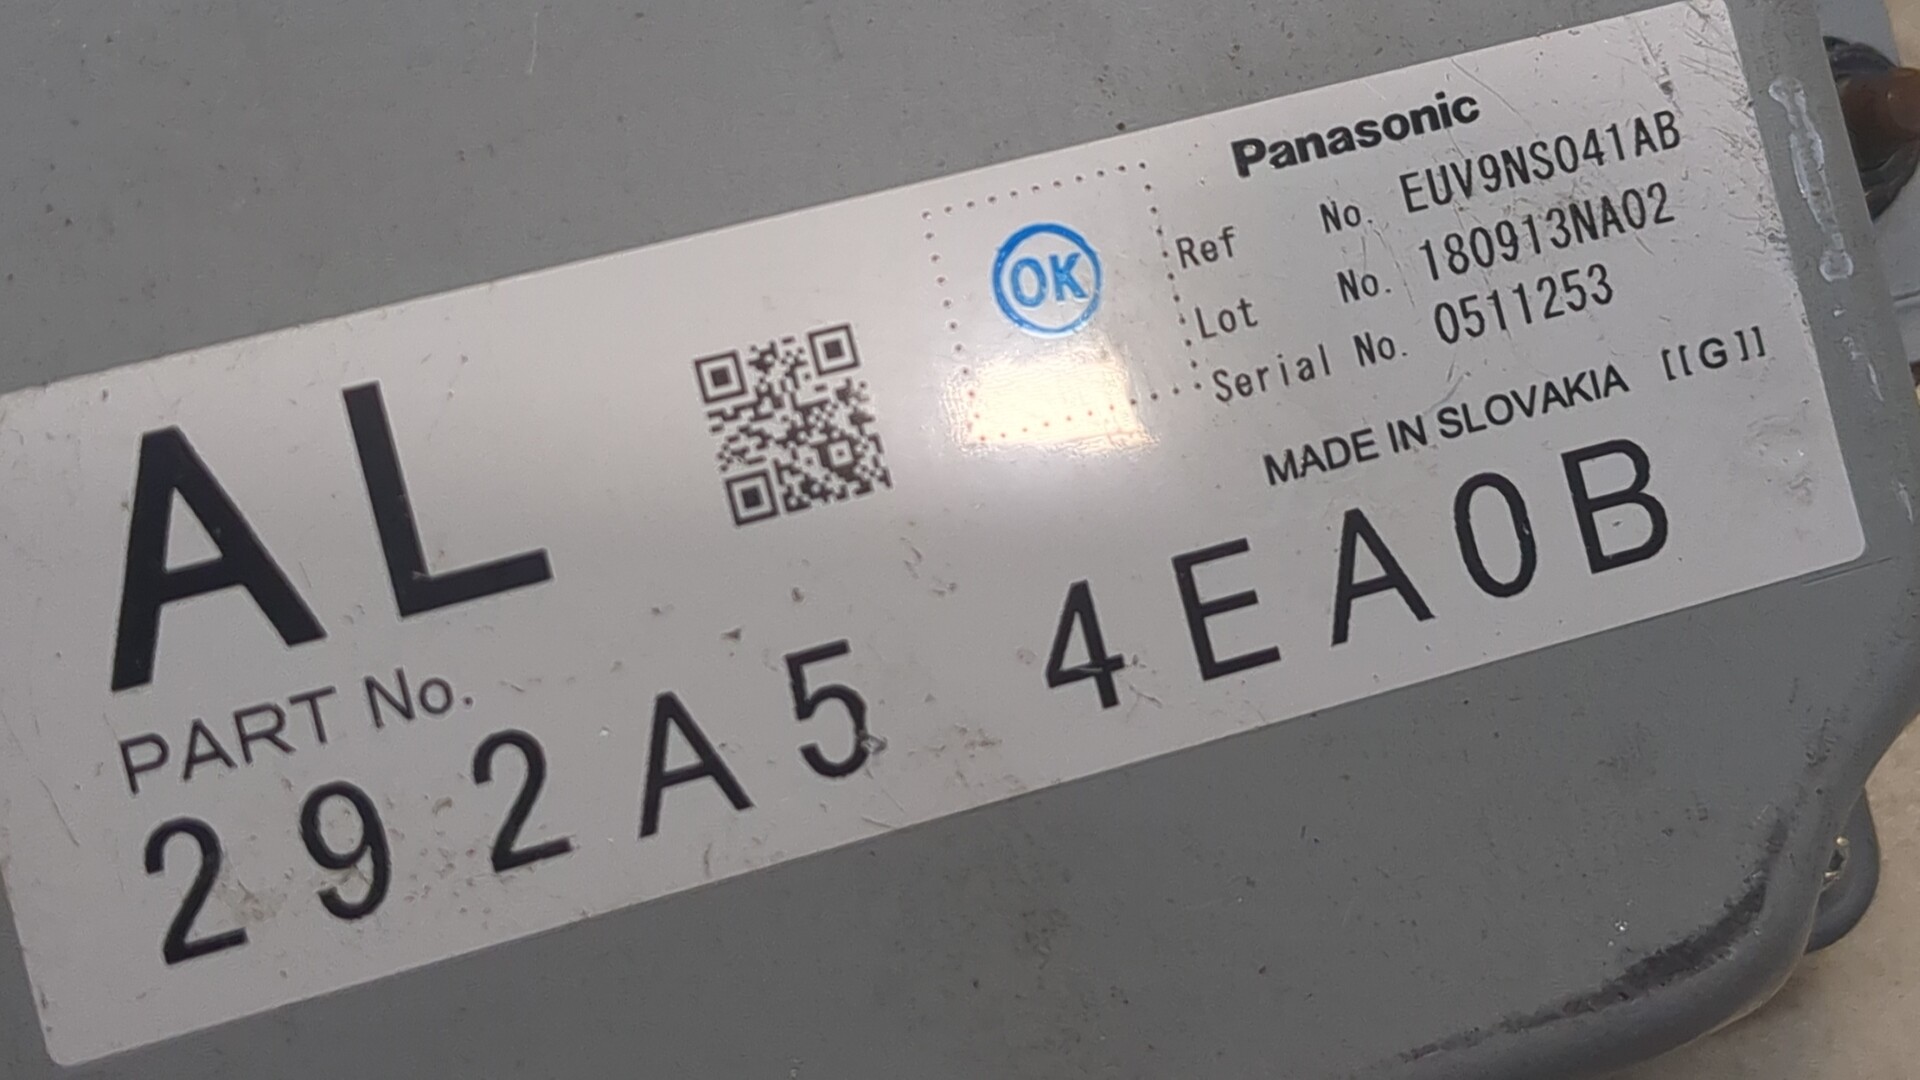 Panasonic
Ref No. EUV9NS041AB
Lot No. 180913NA02
Serial No. 0511253
MADE IN SLOVAKIA [[G]]
OK
AL
PART No.
292A5 4EA0B